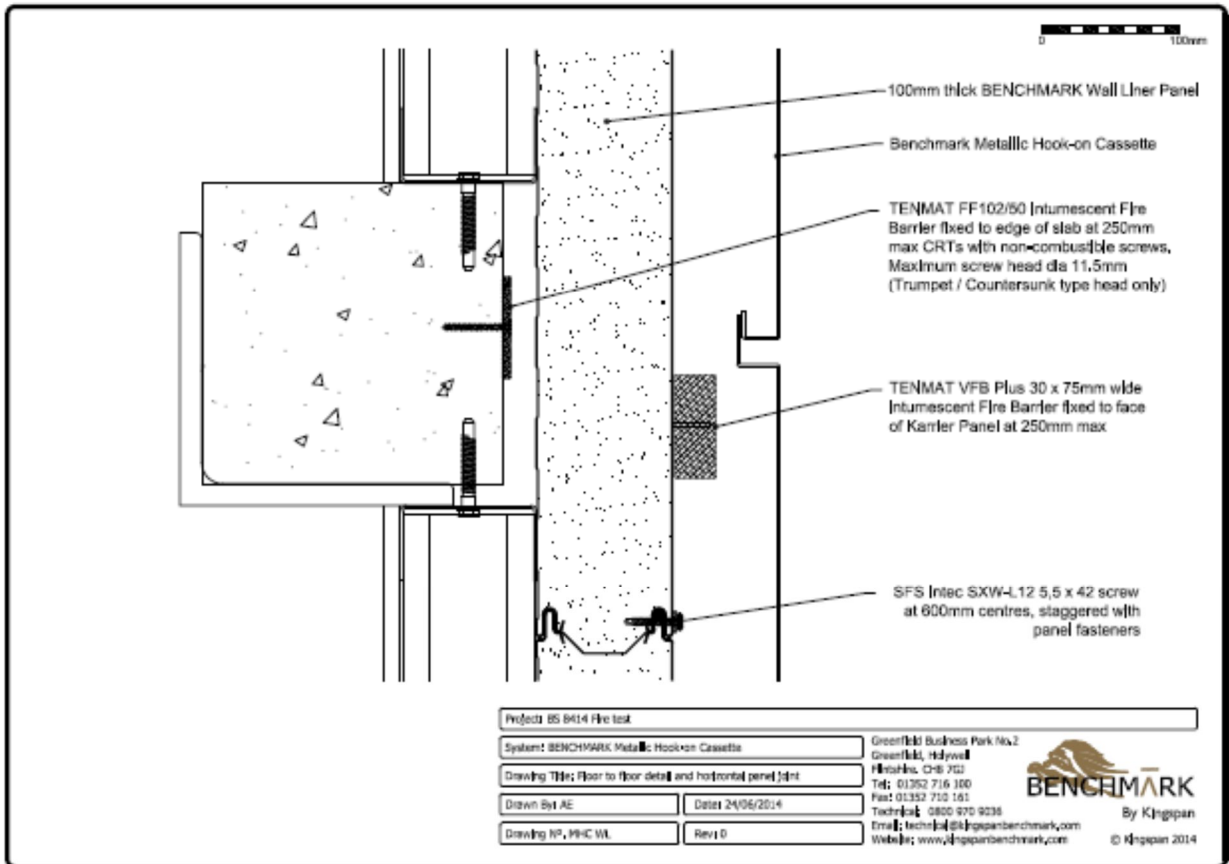 0 100mm
100mm thick BENCHMARK Wall Liner Panel
Benchmark Metallic Hook-on Cassette
TENMAT FF102/50 Intumescent Fire
Barrier fixed to edge of slab at 250mm
max CRTs with non-combustible screws.
Maximum screw head dia 11.5mm
(Trumpet / Countersunk type head only)
TENMAT VFB Plus 30 x 75mm wide
Intumescent Fire Barrier fixed to face
of Karrier Panel at 250mm max
SFS Intec SXW-L12 5,5 x 42 screw
at 600mm centres, staggered with
panel fasteners
Project: BS 8414 Fire test
System: BENCHMARK Metallic Hook-on Cassette
Drawing Title: Floor to floor detail and horizontal panel joint
Drawn By: AE
Date: 24/06/2014
Drawing Nº. MHC WL
Rev: 0
Greenfield Business Park No.2
Greenfield, Holywell
Flintshire. CH8 7GJ
Tel: 01352 716 100
Fax: 01352 710 161
Technical: 0800 970 9036
Email: technical@kingspanbenchmark.com
Website: www.kingspanbenchmark.com
BENCHMARK
By Kingspan
© Kingspan 2014